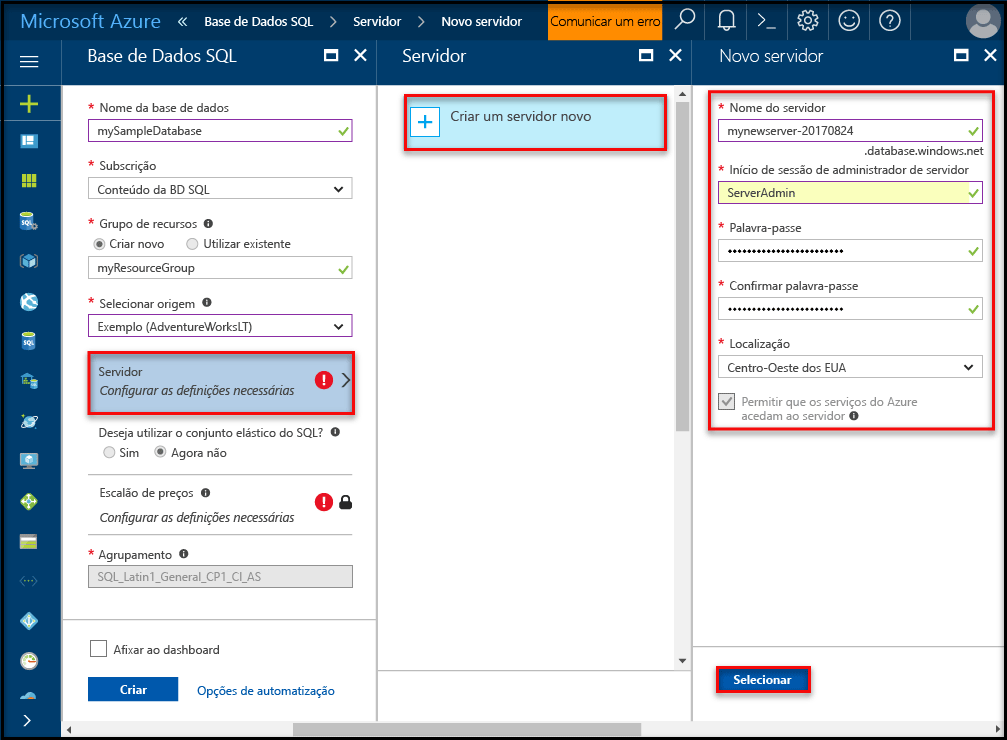 Microsoft Azure « Base de Dados SQL > Servidor > Novo servidor Comunicar um erro
Base de Dados SQL
* Nome da base de dados
mySampleDatabase
* Subscrição
Conteúdo da BD SQL
* Grupo de recursos
Criar novo Utilizar existente
myResourceGroup
* Selecionar origem
Exemplo (AdventureWorksLT)
Servidor
Configurar as definições necessárias
Deseja utilizar o conjunto elástico do SQL?
Sim Agora não
Escalão de preços
Configurar as definições necessárias
* Agrupamento
SQL_Latin1_General_CP1_CI_AS
Afixar ao dashboard
Criar Opções de automatização
Servidor
Criar um servidor novo
Novo servidor
* Nome do servidor
mynewserver-20170824
.database.windows.net
* Início de sessão de administrador de servidor
ServerAdmin
* Palavra-passe
* Confirmar palavra-passe
* Localização
Centro-Oeste dos EUA
Permitir que os serviços do Azure
acedam ao servidor
Selecionar
SQL
SQL